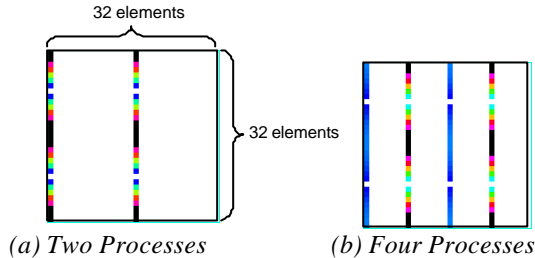 32 elements
32 elements
(a) Two Processes
(b) Four Processes